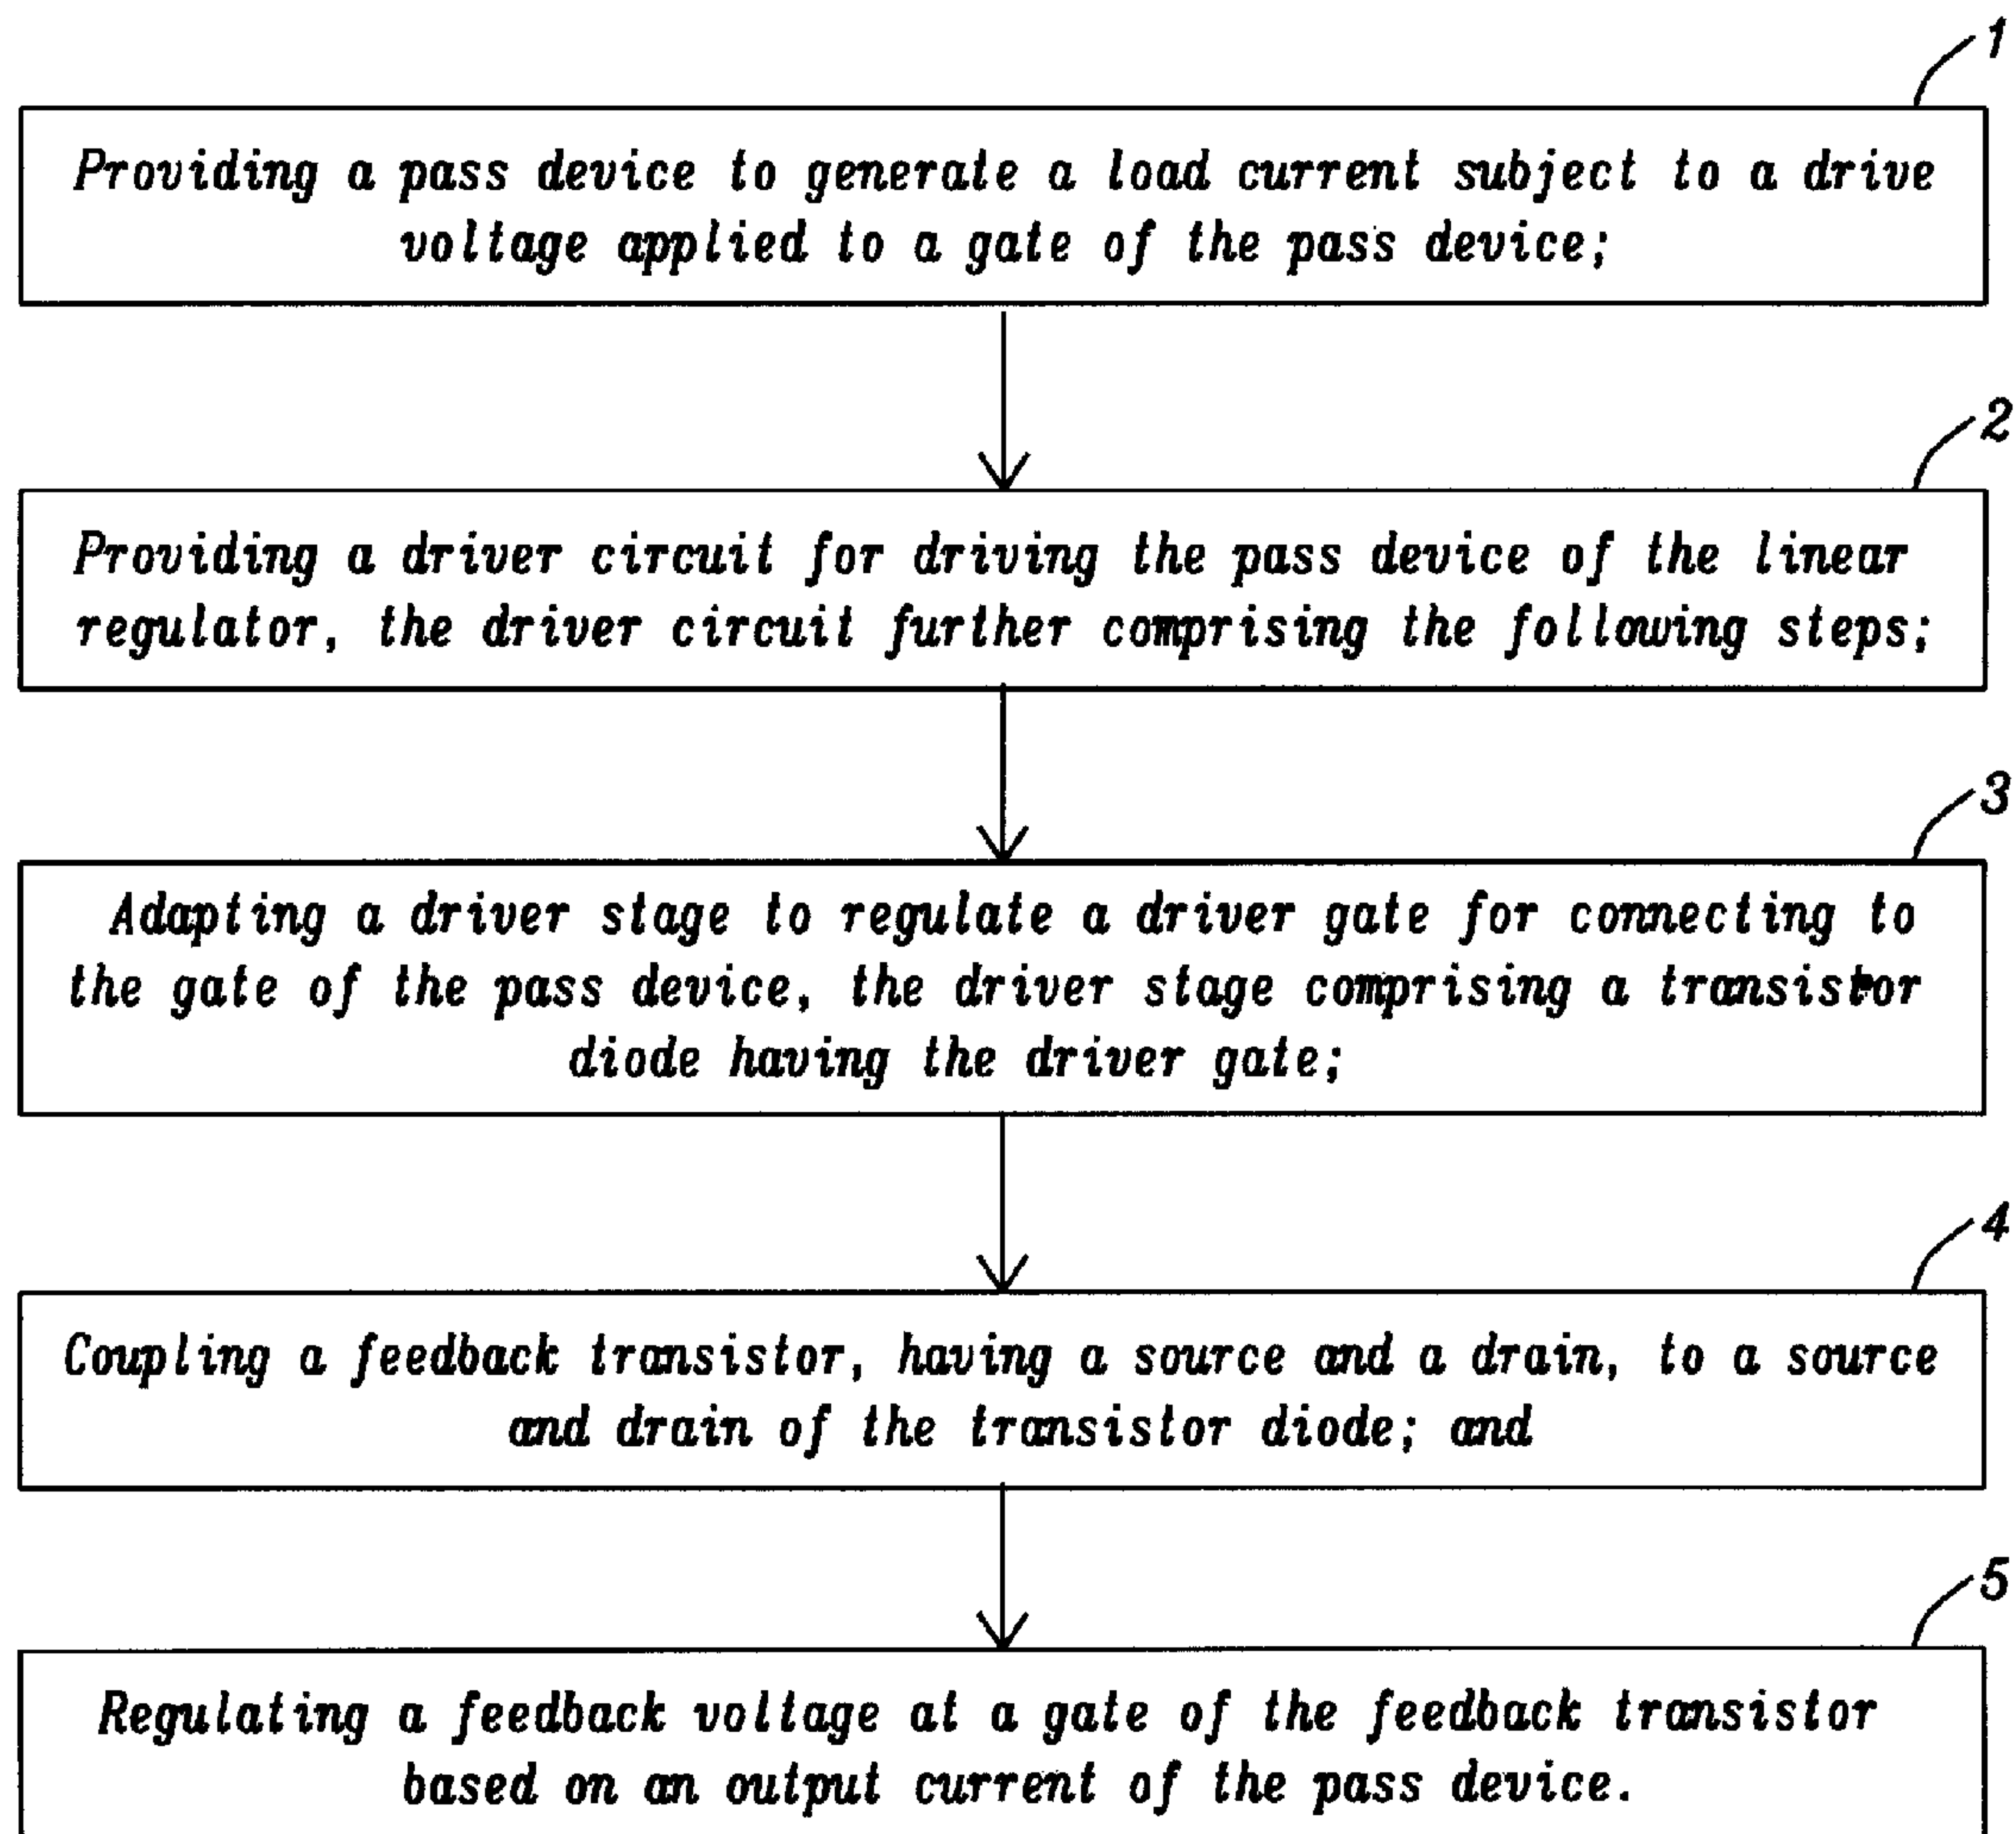 1
Providing a pass device to generate a load current subject to a drive
voltage applied to a gate of the pass device;
2
Providing a driver circuit for driving the pass device of the linear
regulator, the driver circuit further comprising the following steps;
3
Adapting a driver stage to regulate a driver gate for connecting to
the gate of the pass device, the driver stage comprising a transistor
diode having the driver gate;
4
Coupling a feedback transistor, having a source and a drain, to a source
and drain of the transistor diode; and
5
Regulating a feedback voltage at a gate of the feedback transistor
based on an output current of the pass device.